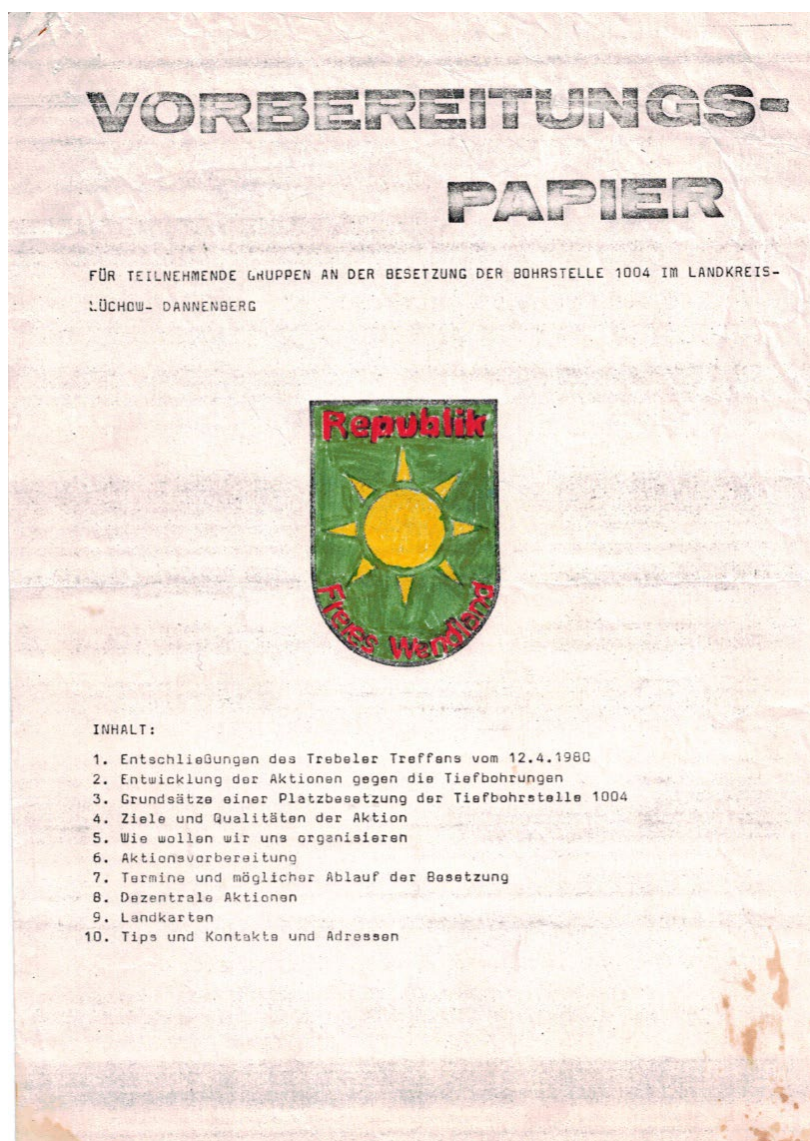 VORBEREITUNGS-
PAPIER
FÜR TEILNEHMENDE GRUPPEN AN DER BESETZUNG DER BOHRSTELLE 1004 IM LANDKREIS-
LÜCHOW- DANNENBERG
Republik
Freies Wendland
INHALT:
1. Entschließungen des Trebeler Treffens vom 12.4.1980
2. Entwicklung der Aktionen gegen die Tiefbohrungen
3. Grundsätze einer Platzbesetzung der Tiefbohrstelle 1004
4. Ziele und Qualitäten der Aktion
5. Wie wollen wir uns organisieren
6. Aktionsvorbereitung
7. Termine und möglicher Ablauf der Besetzung
8. Dezentrale Aktionen
9. Landkarten
10. Tips und Kontakte und Adressen